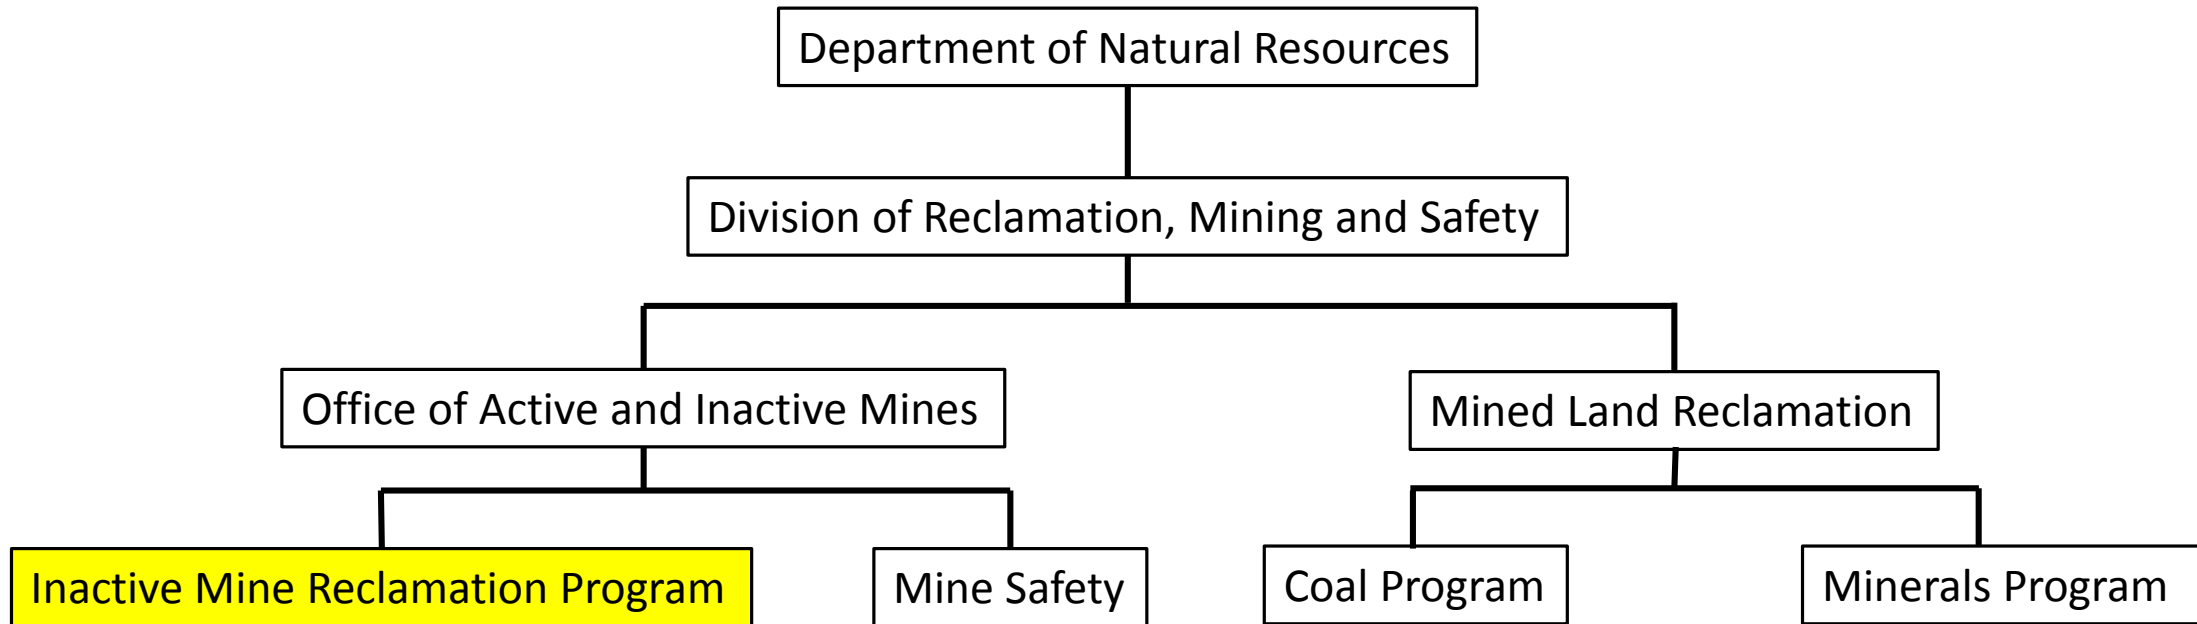 Department of Natural Resources
Division of Reclamation, Mining and Safety
Office of Active and Inactive Mines
Mined Land Reclamation
Inactive Mine Reclamation Program
Mine Safety
Coal Program
Minerals Program